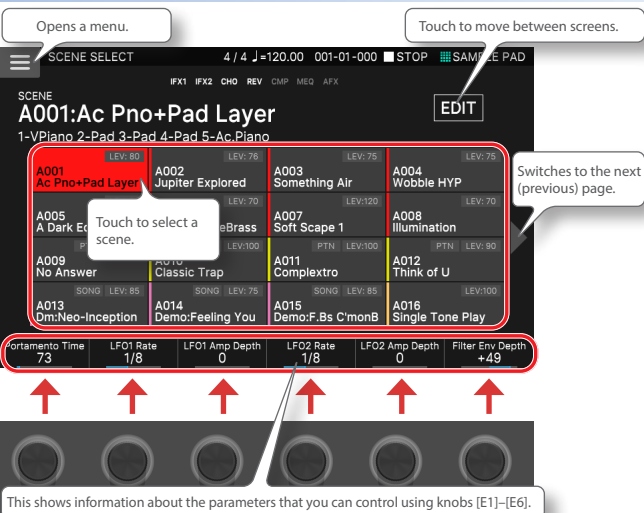 Opens a menu.
Touch to move between screens.
SCENE SELECT 4 / 4 ♩=120.00 001-01-000 STOP PAD
IFX1 IFX2 CHO REV CMP MEQ AFX
SCENE
A001:Ac Pno+Pad Layer
EDIT
1-VPiano 2-Pad 3-Pad 4-Pad 5-Ac.Piano
LEV: 80 LEV: 76 LEV: 75 LEV: 75
A001 A002 A003 A004
Ac Pno+Pad Layer Jupiter Explored Something Air Wobble HYP
Switches to the next
(previous) page.
LEV: 70 LEV:120 LEV: 70
A005 A007 A008
A Dark Soft Scape 1 Illumination
Touch to select a
scene.
LEV:100 PTN LEV:100 PTN LEV: 90
A009 A011 A012
No Answer Classic Trap Complextro Think of U
SONG LEV: 85 SONG LEV: 75 SONG LEV: 85 LEV:100
A013 A014 A015 A016
Dm:Neo-Inception Demo:Feeling You Demo:F.Bs C'monB Single Tone Play
Portamento Time LFO1 Rate LFO1 Amp Depth LFO2 Rate LFO2 Amp Depth Filter Env Depth
73 1/8 0 1/8 0 +49
This shows information about the parameters that you can control using knobs [E1]–[E6].